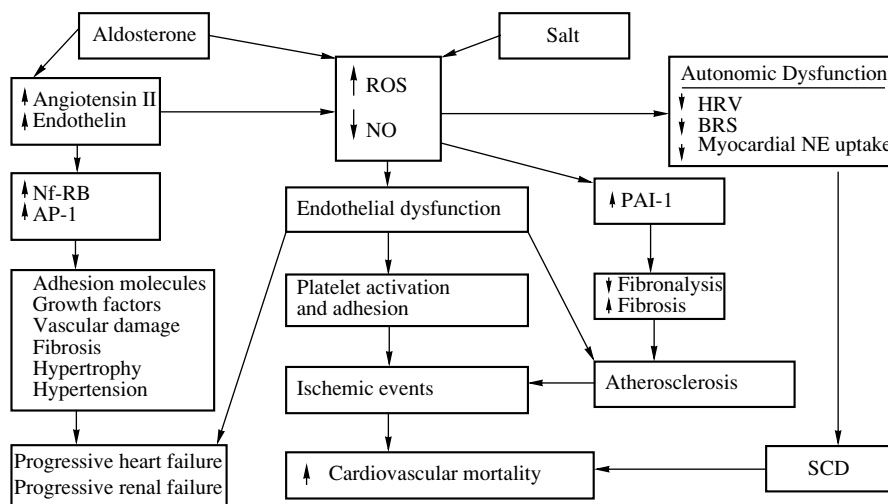 Aldosterone
Salt
Angiotensin II
Endothelin
ROS
NO
Autonomic Dysfunction
HRV
BRS
Myocardial NE uptake
Nf-RB
AP-1
Endothelial dysfunction
PAI-1
Adhesion molecules
Growth factors
Vascular damage
Fibrosis
Hypertrophy
Hypertension
Platelet activation
and adhesion
Fibronalysis
Fibrosis
Ischemic events
Atherosclerosis
Progressive heart failure
Progressive renal failure
Cardiovascular mortality
SCD